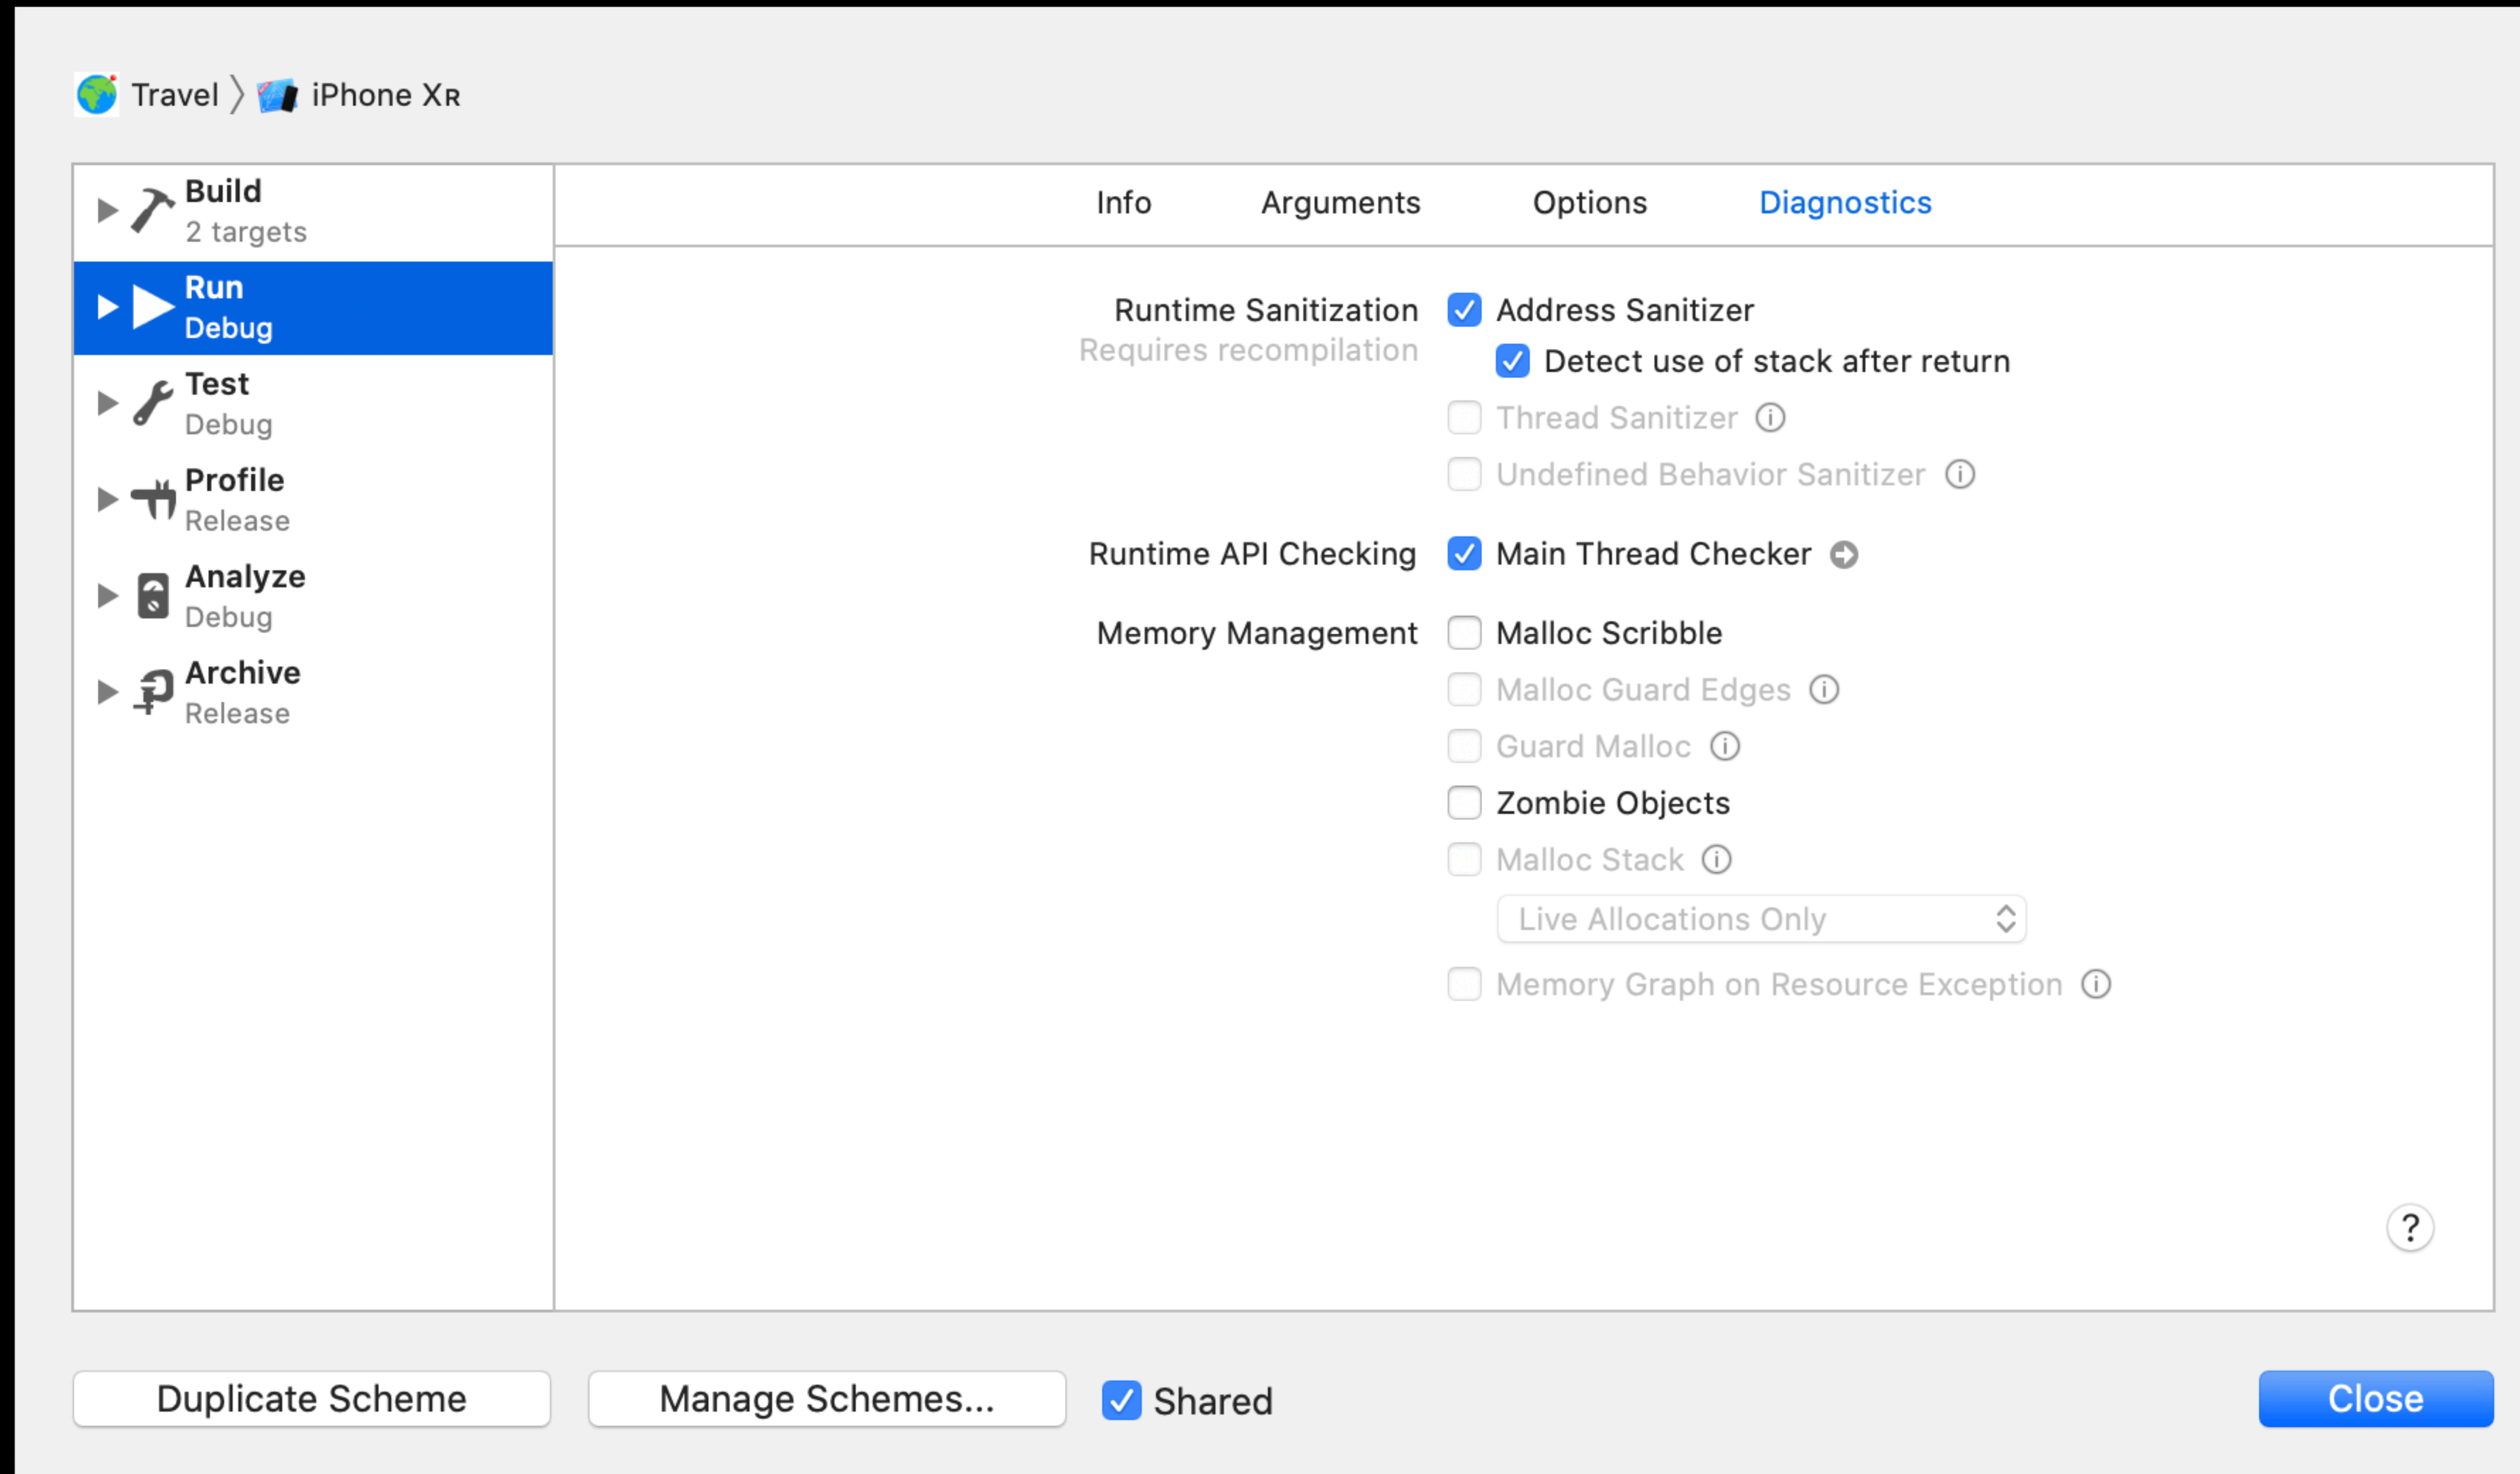 Travel 〉 iPhone XR
Build
2 targets
Run
Debug
Test
Debug
Profile
Release
Analyze
Debug
Archive
Release
Info Arguments Options Diagnostics
Runtime Sanitization Address Sanitizer
Requires recompilation
Detect use of stack after return
Thread Sanitizer
Undefined Behavior Sanitizer
Runtime API Checking Main Thread Checker
Memory Management Malloc Scribble
Malloc Guard Edges
Guard Malloc
Zombie Objects
Malloc Stack
Live Allocations Only
Memory Graph on Resource Exception
?
Duplicate Scheme Manage Schemes... Shared Close